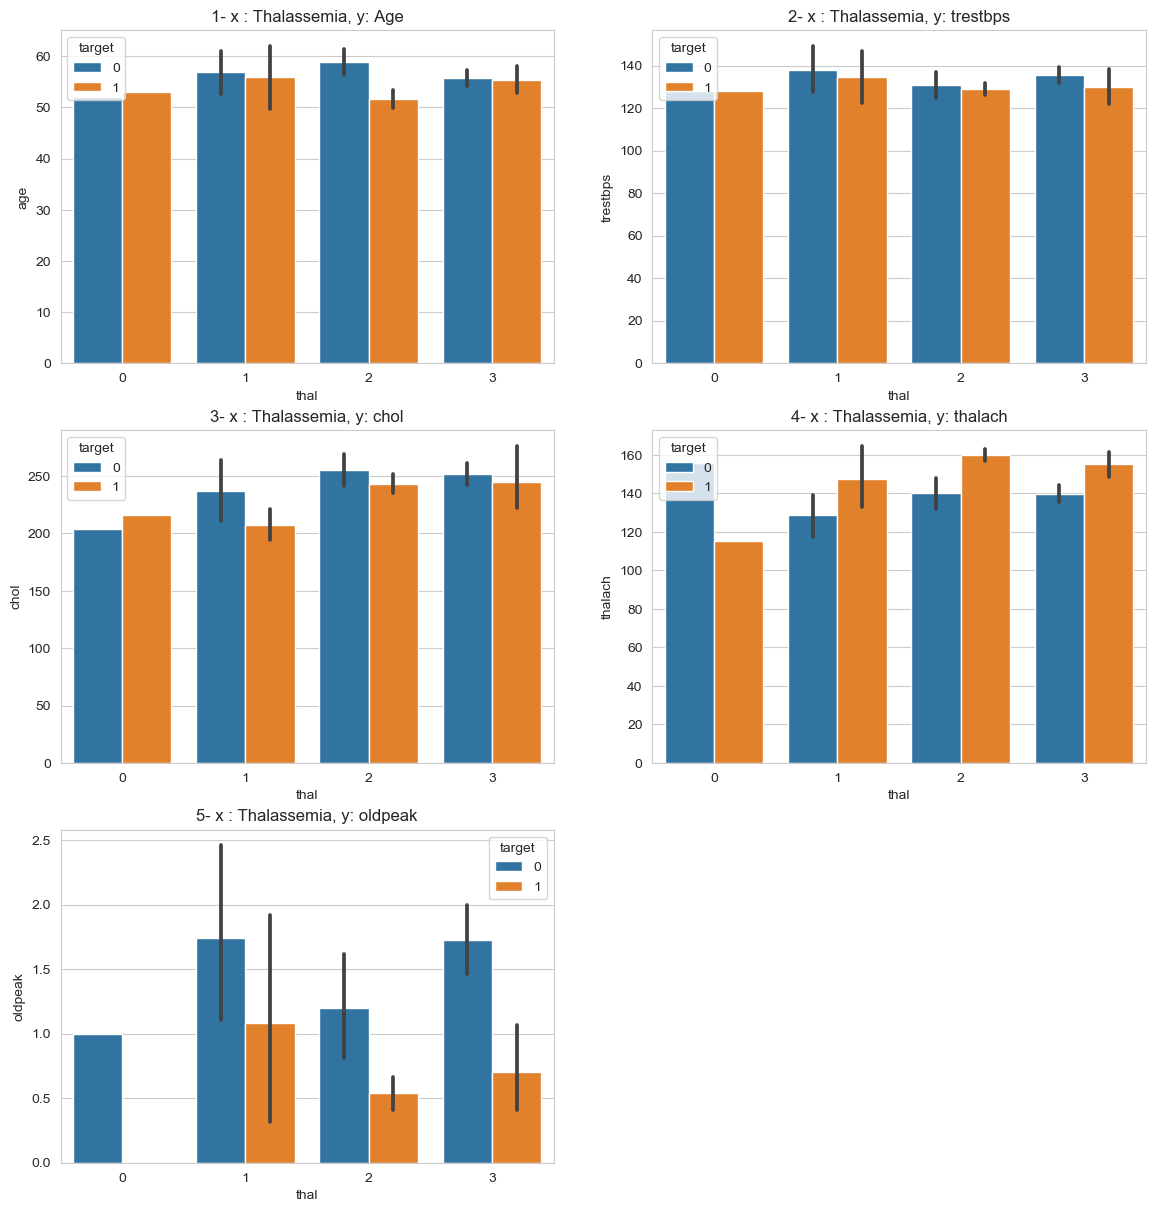 1- x : Thalassemia, y: Age
target
0
1
60
50
40
30
20
10
0
age
0 1 2 3
thal
2- x : Thalassemia, y: trestbps
target
0
1
140
120
100
80
60
40
20
0
trestbps
0 1 2 3
thal
3- x : Thalassemia, y: chol
target
0
1
250
200
150
100
50
0
chol
0 1 2 3
thal
4- x : Thalassemia, y: thalach
target
0
1
160
140
120
100
80
60
40
20
0
thalach
0 1 2 3
thal
5- x : Thalassemia, y: oldpeak
target
0
1
2.5
2.0
1.5
1.0
0.5
0.0
oldpeak
0 1 2 3
thal